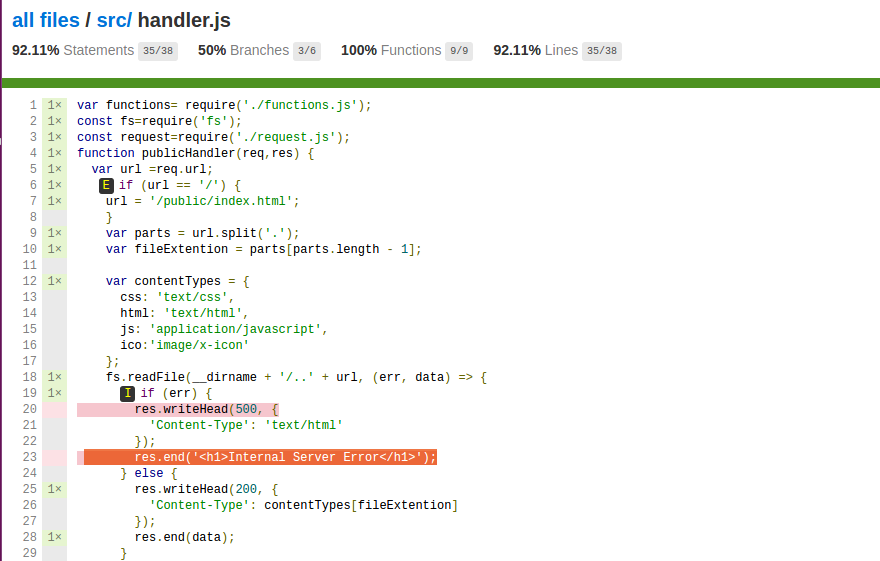 all files / src/ handler.js
92.11% Statements 35/38 50% Branches 3/6 100% Functions 9/9 92.11% Lines 35/38
1 1× var functions= require('./functions.js');
2 1× const fs=require('fs');
3 1× const request=require('./request.js');
4 1× function publicHandler(req,res) {
5 1× var url =req.url;
6 1× E if (url == '/') {
7 1× url = '/public/index.html';
8 }
9 1× var parts = url.split('.');
10 1× var fileExtention = parts[parts.length - 1];
11
12 1× var contentTypes = {
13 css: 'text/css',
14 html: 'text/html',
15 js: 'application/javascript',
16 ico:'image/x-icon'
17 };
18 1× fs.readFile(__dirname + '/..' + url, (err, data) => {
19 1× I if (err) {
20 res.writeHead(500, {
21 'Content-Type': 'text/html'
22 });
23 res.end('<h1>Internal Server Error</h1>');
24 } else {
25 1× res.writeHead(200, {
26 'Content-Type': contentTypes[fileExtention]
27 });
28 1× res.end(data);
29 }